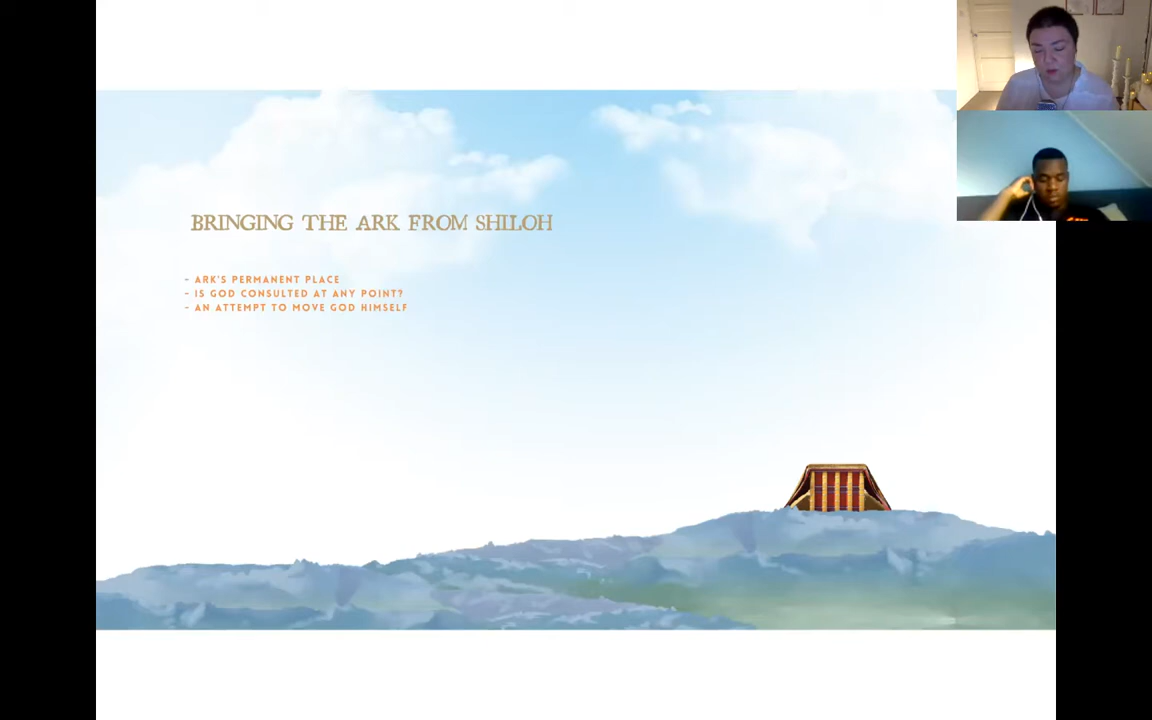 BRINGING THE ARK FROM SHILOH
- ARK'S PERMANENT PLACE
- IS GOD CONSULTED AT ANY POINT?
- AN ATTEMPT TO MOVE GOD HIMSELF